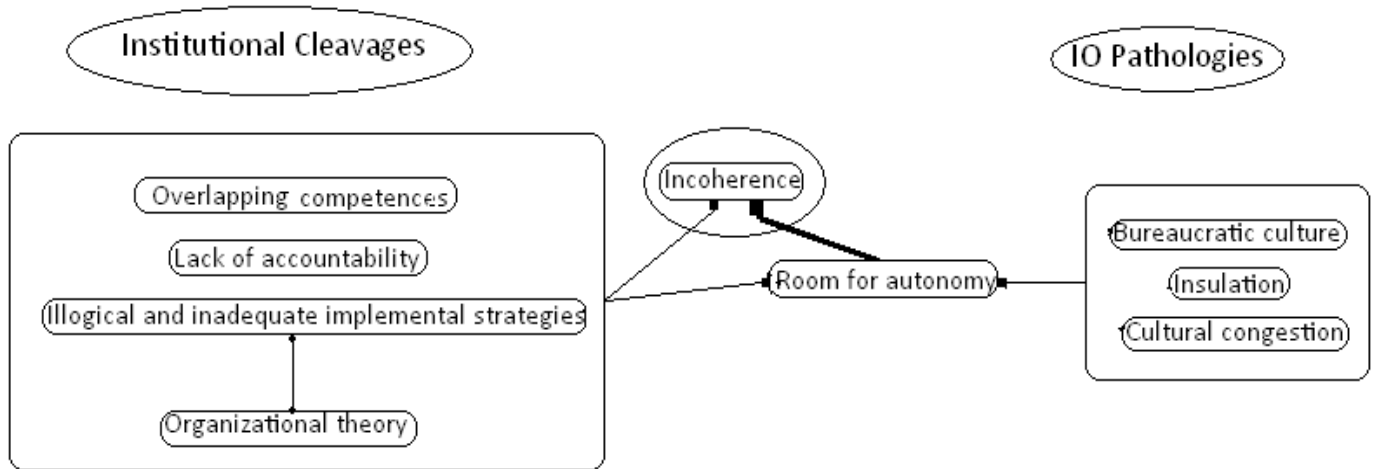 Institutional Cleavages
IO Pathologies
Incoherence
Overlapping competences
Bureaucratic culture
Lack of accountability
Room for autonomy
Insulation
Illogical and inadequate implemental strategies
Cultural congestion
Organizational theory